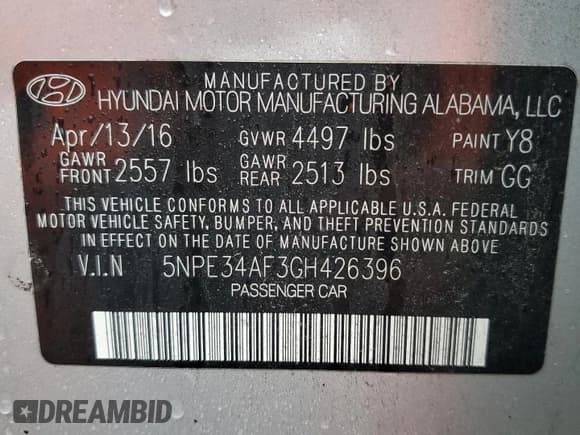 MANUFACTURED BY
HYUNDAI MOTOR MANUFACTURING ALABAMA, LLC
Apr/13/16 GVWR 4497 lbs PAINT Y8
GAWR FRONT 2557 lbs GAWR REAR 2513 lbs TRIM GG
THIS VEHICLE CONFORMS TO ALL APPLICABLE U.S.A. FEDERAL
MOTOR VEHICLE SAFETY, BUMPER, AND THEFT PREVENTION STANDARDS
IN EFFECT ON THE DATE OF MANUFACTURE SHOWN ABOVE.
V.I.N 5NPE34AF3GH426396
PASSENGER CAR
DREAMBID